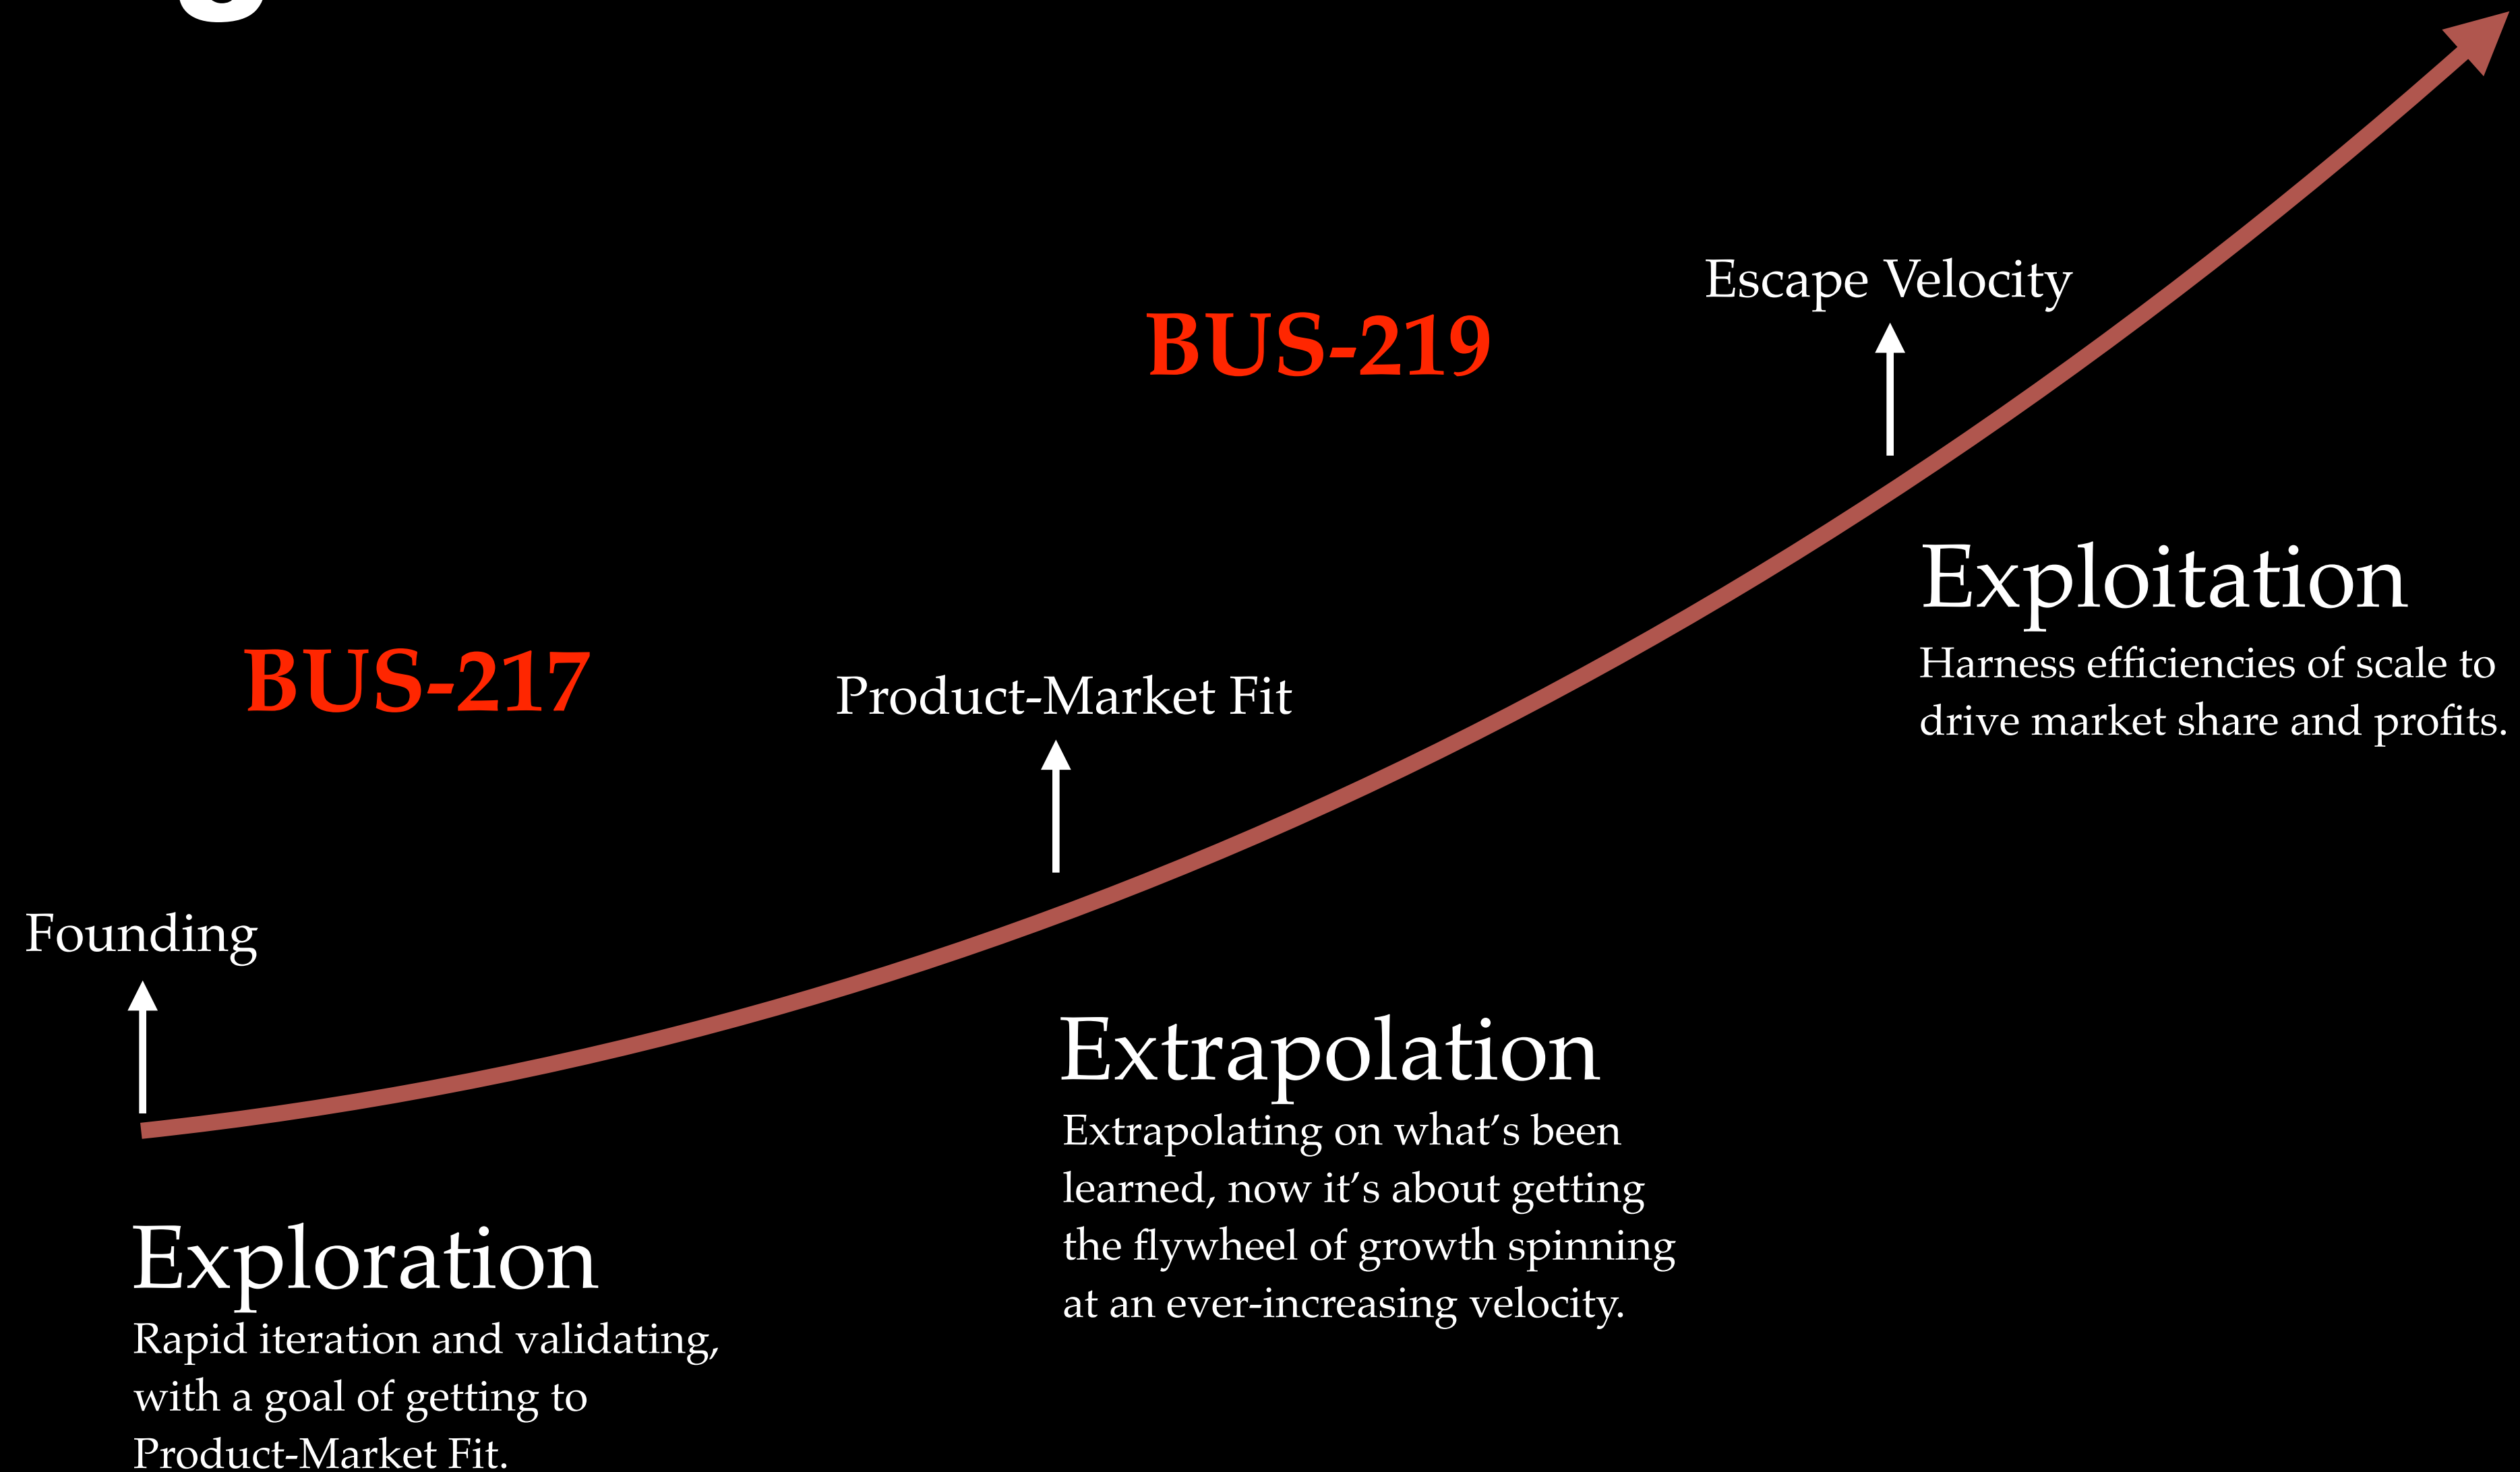 Escape Velocity
BUS-219
Exploitation
Harness efficiencies of scale to
drive market share and profits.
BUS-217
Product-Market Fit
Founding
Extrapolation
Extrapolating on what’s been
learned, now it’s about getting
the flywheel of growth spinning
at an ever-increasing velocity.
Exploration
Rapid iteration and validating,
with a goal of getting to
Product-Market Fit.